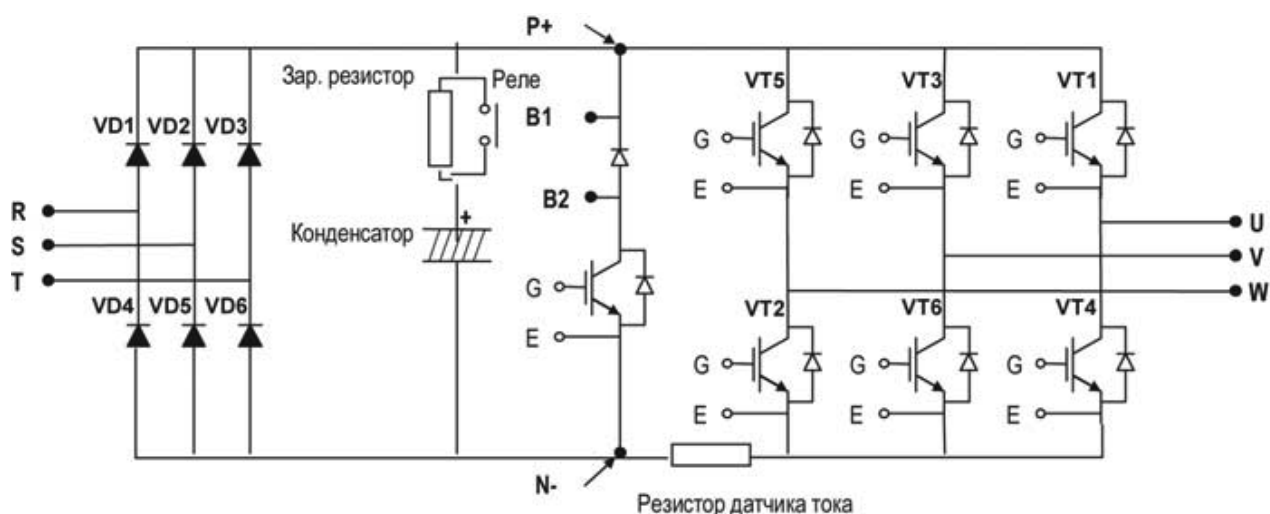 P+
Зар. резистор Реле
VT5 VT3 VT1
B1
VD1 VD2 VD3
G G G
E E E
B2
R
+
U
S
Конденсатор
V
T
W
VD4 VD5 VD6
G
VT2 VT6 VT4
E
G G G
E E E
N-
Резистор датчика тока